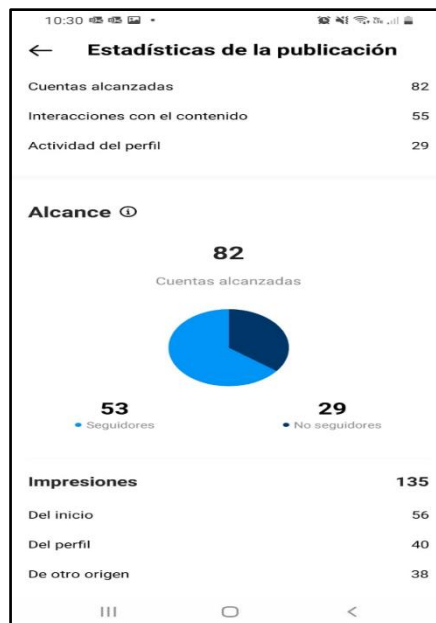 10:30
Estadísticas de la publicación
Cuentas alcanzadas 82
Interacciones con el contenido 55
Actividad del perfil 29
Alcance
82
Cuentas alcanzadas
53 29
Seguidores No seguidores
Impresiones 135
Del inicio 56
Del perfil 40
De otro origen 38